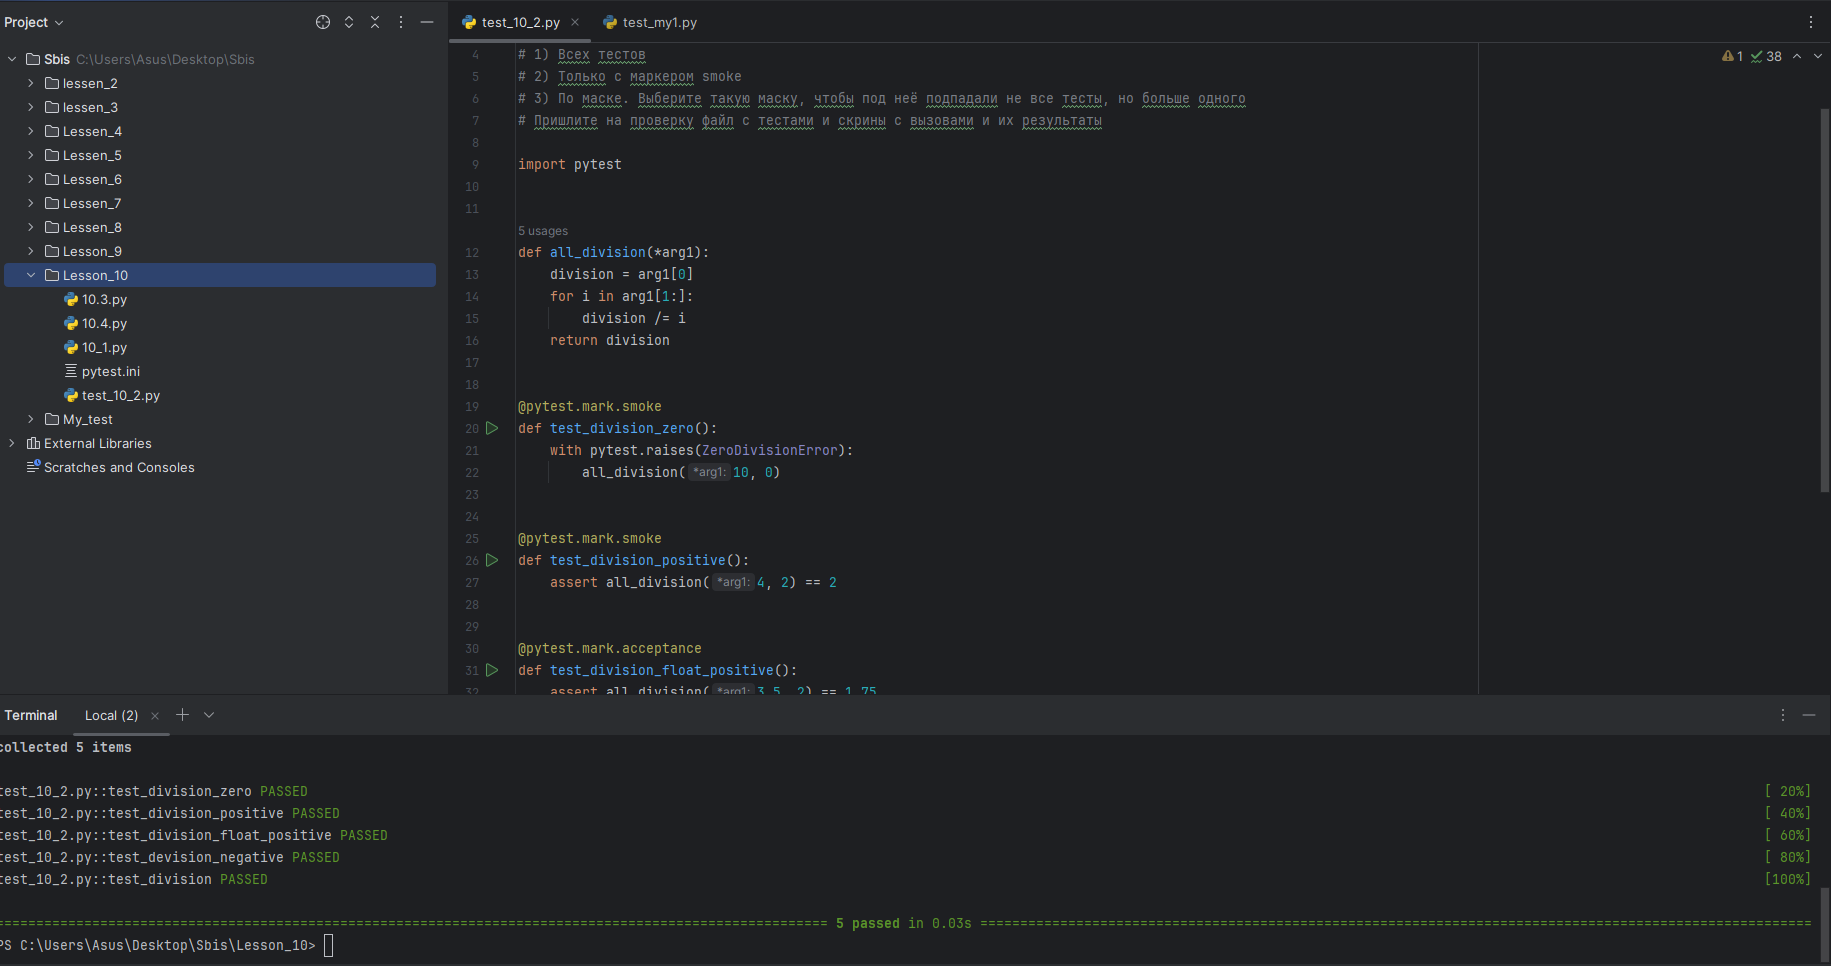 Project
Sbis C:\Users\Asus\Desktop\Sbis
lessen_2
lessen_3
Lessen_4
Lessen_5
Lessen_6
Lessen_7
Lessen_8
Lesson_9
Lesson_10
10.3.py
10.4.py
10_1.py
pytest.ini
test_10_2.py
My_test
External Libraries
Scratches and Consoles
test_10_2.py test_my1.py
1 38
4 # 1) Всех тестов
5 # 2) Только с маркером smoke
6 # 3) По маске. Выберите такую маску, чтобы под неё подпадали не все тесты, но больше одного
7 # Пришлите на проверку файл с тестами и скрины с вызовами и их результаты
8
9 import pytest
10
11
5 usages
12 def all_division(*arg1):
13 division = arg1[0]
14 for i in arg1[1:]:
15 division /= i
16 return division
17
18
19 @pytest.mark.smoke
20 def test_division_zero():
21 with pytest.raises(ZeroDivisionError):
22 all_division( *arg1: 10, 0)
23
24
25 @pytest.mark.smoke
26 def test_division_positive():
27 assert all_division( *arg1: 4, 2) == 2
28
29
30 @pytest.mark.acceptance
31 def test_division_float_positive():
32 assert all_division( *arg1: 3.5, 2) == 1.75
Terminal Local (2)
collected 5 items
test_10_2.py::test_division_zero PASSED [ 20%]
test_10_2.py::test_division_positive PASSED [ 40%]
test_10_2.py::test_division_float_positive PASSED [ 60%]
test_10_2.py::test_devision_negative PASSED [ 80%]
test_10_2.py::test_division PASSED [100%]
5 passed in 0.03s
PS C:\Users\Asus\Desktop\Sbis\Lesson_10>